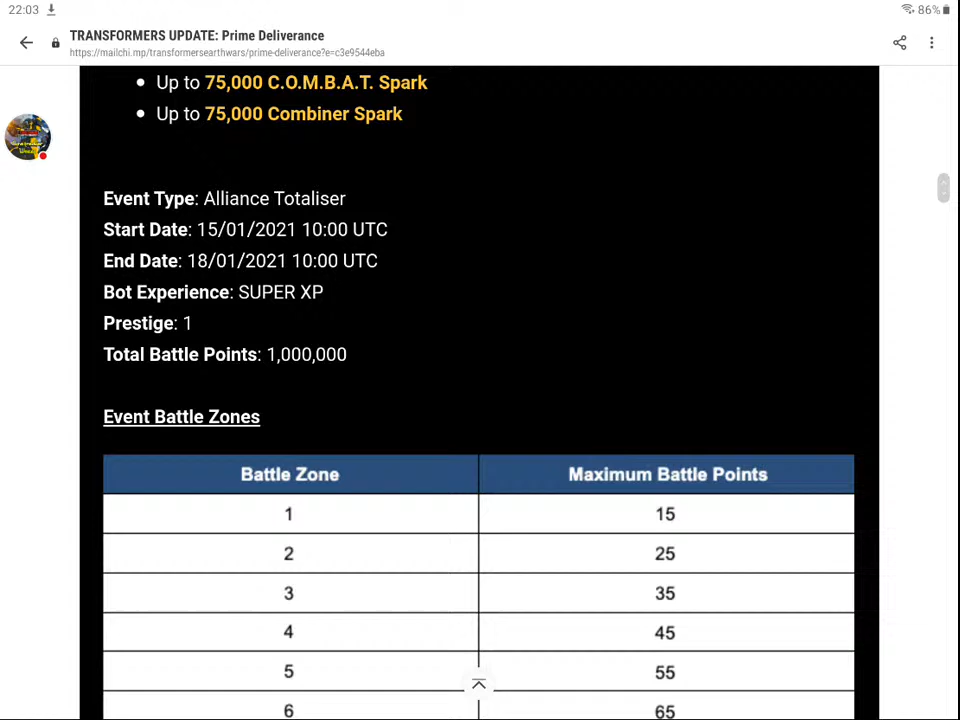 22:03
86%
TRANSFORMERS UPDATE: Prime Deliverance
https://mailchi.mp/transformersearthwars/prime-deliverance?e=c3e9544eba
Up to 75,000 C.O.M.B.A.T. Spark
Up to 75,000 Combiner Spark
Event Type: Alliance Totaliser
Start Date: 15/01/2021 10:00 UTC
End Date: 18/01/2021 10:00 UTC
Bot Experience: SUPER XP
Prestige: 1
Total Battle Points: 1,000,000
Event Battle Zones
Battle Zone Maximum Battle Points
1 15
2 25
3 35
4 45
5 55
6 65